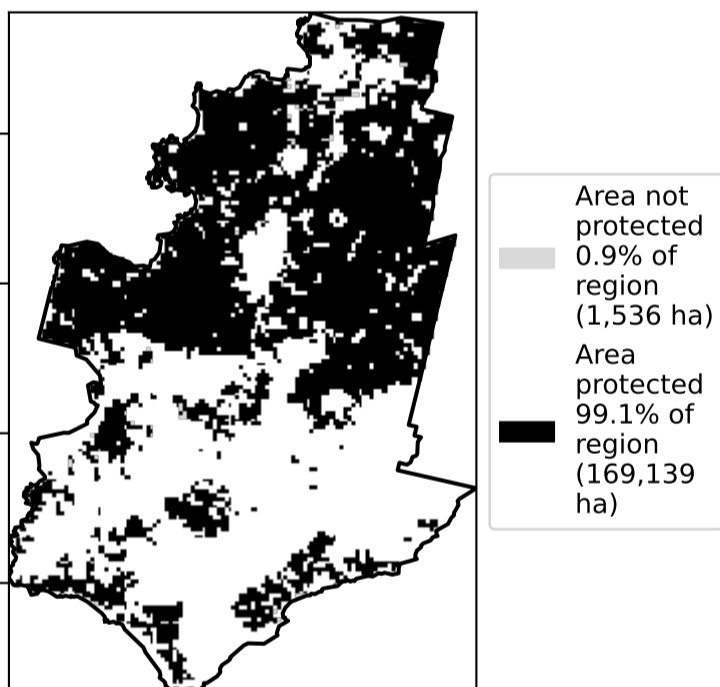 Area not
protected
0.9% of
region
(1,536 ha)
Area
protected
99.1% of
region
(169,139
ha)